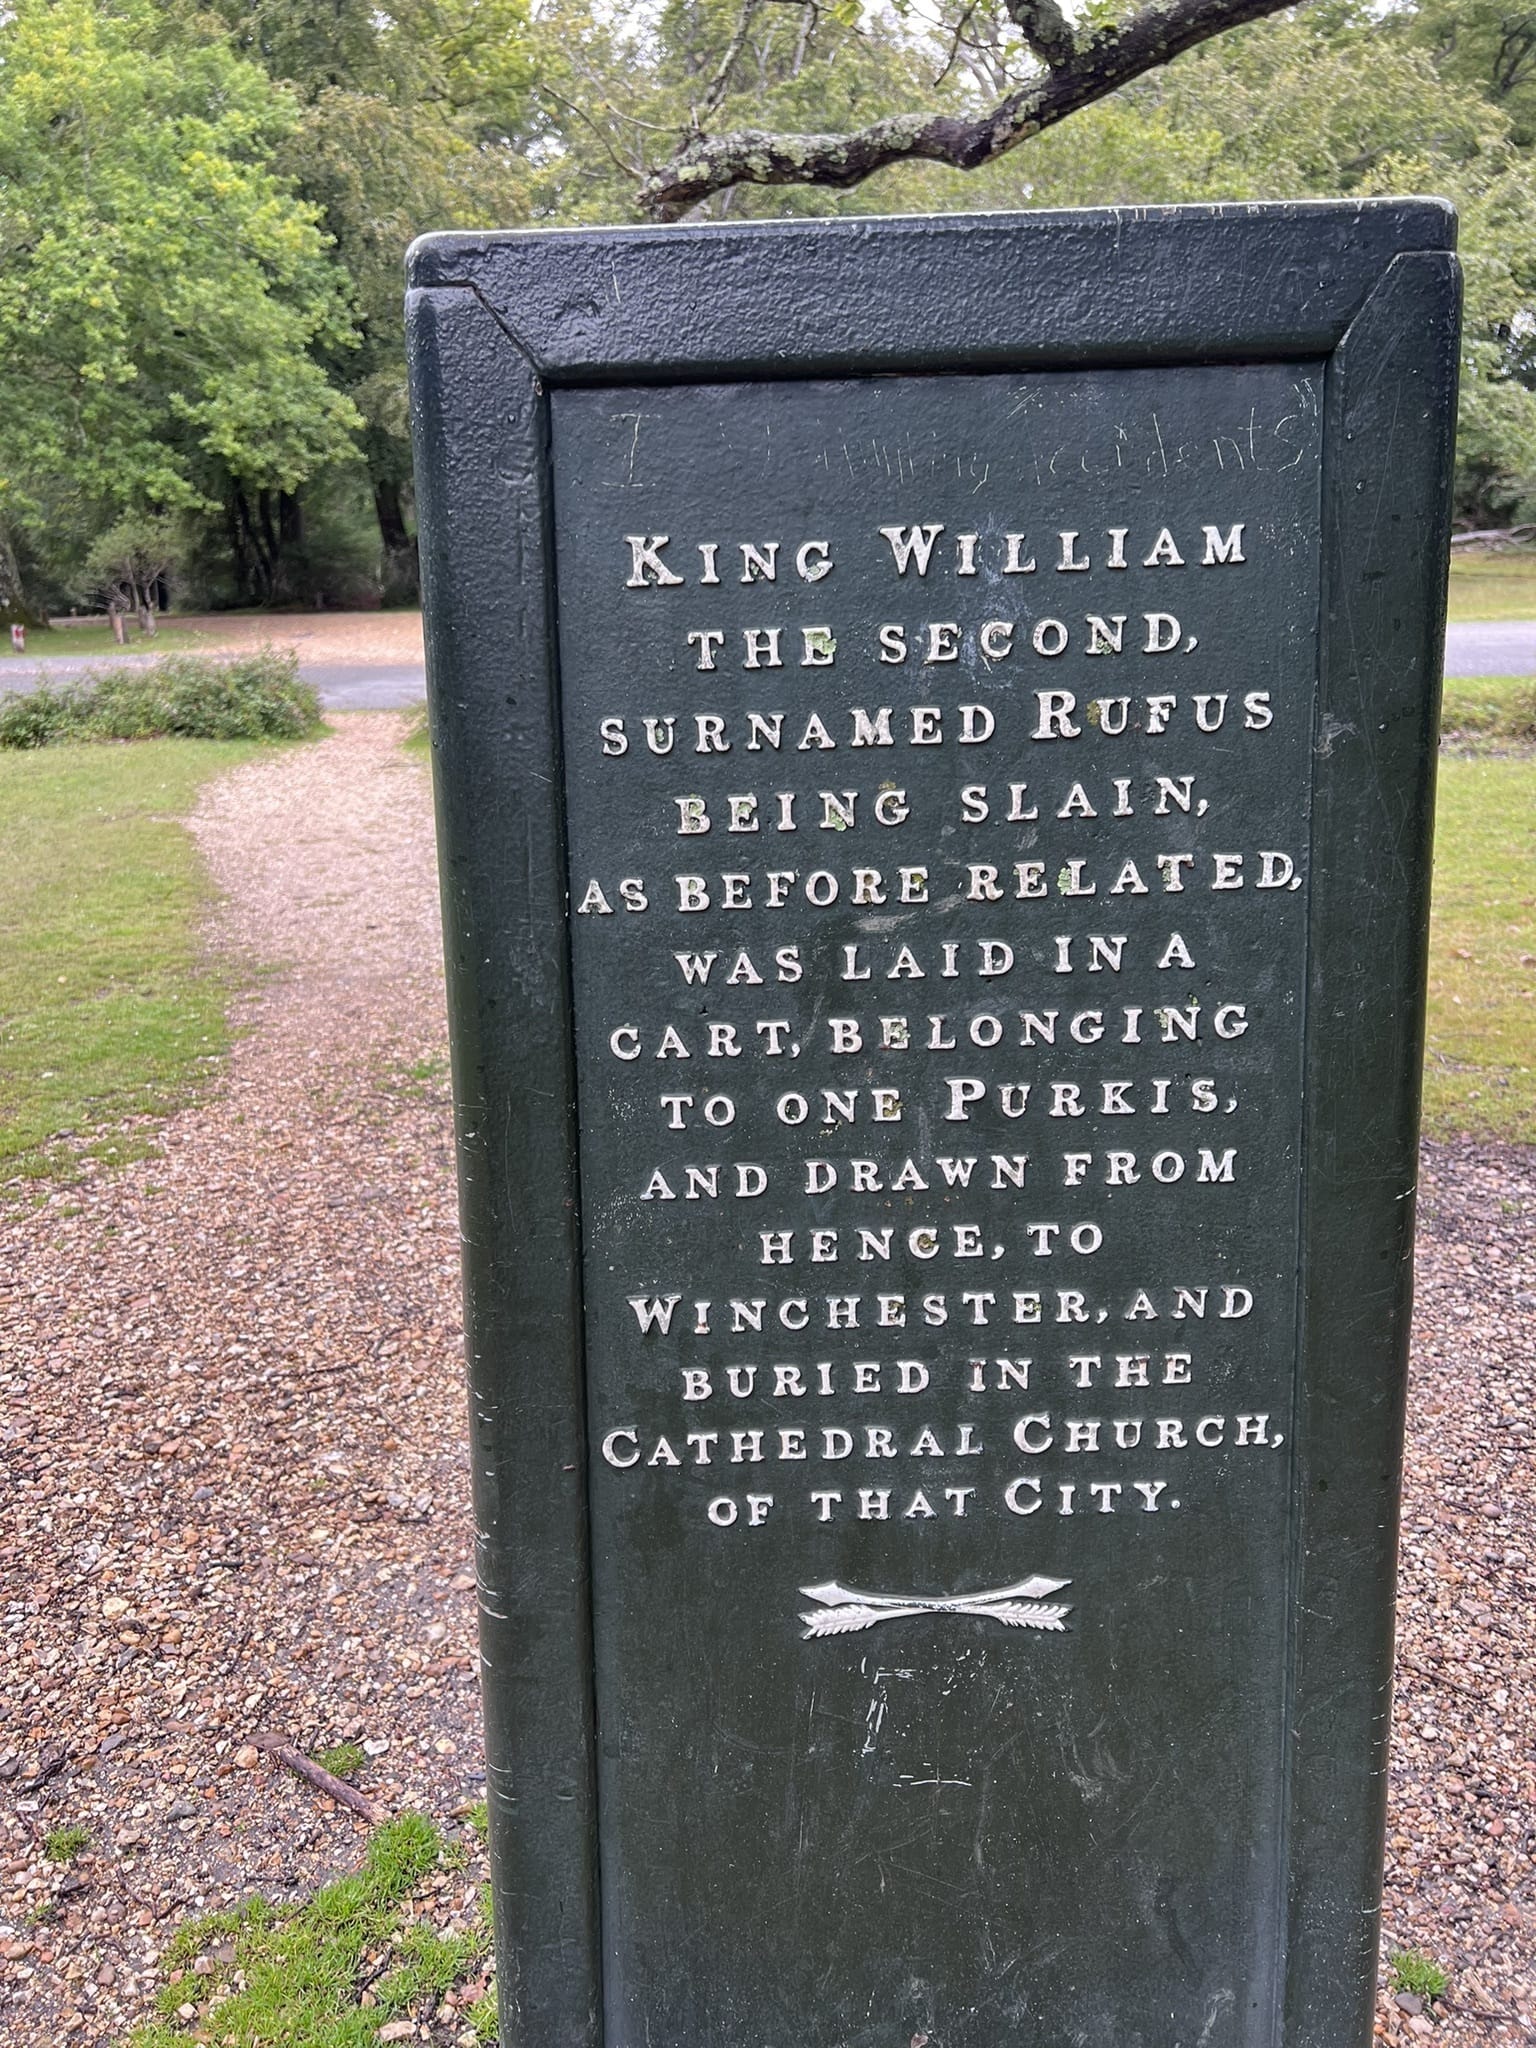 I accidents
KING WILLIAM
THE SECOND,
SURNAMED RUFUS
BEING SLAIN,
AS BEFORE RELATED,
WAS LAID IN A
CART, BELONGING
TO ONE PURKIS,
AND DRAWN FROM
HENCE, TO
WINCHESTER, AND
BURIED IN THE
CATHEDRAL CHURCH,
OF THAT CITY.